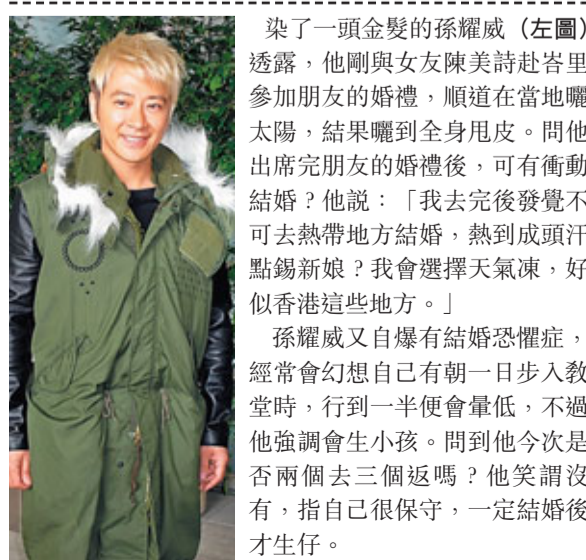 染了一頭金髮的孫耀威（左圖）
透露，他剛與女友陳美詩赴峇里
參加朋友的婚禮，順道在當地曬
太陽，結果曬到全身甩皮。問他
出席完朋友的婚禮後，可有衝動
結婚？他説：「我去完後發覺不
可去熱帶地方結婚，熱到成頭汗
點錫新娘？我會選擇天氣凍，好
似香港這些地方。」
孫耀威又自爆有結婚恐懼症，
經常會幻想自己有朝一日步入教
堂時，行到一半便會暈低，不過
他強調會生小孩。問到他今次是
否兩個去三個返嗎？他笑謂沒
有，指自己很保守，一定結婚後
才生仔。